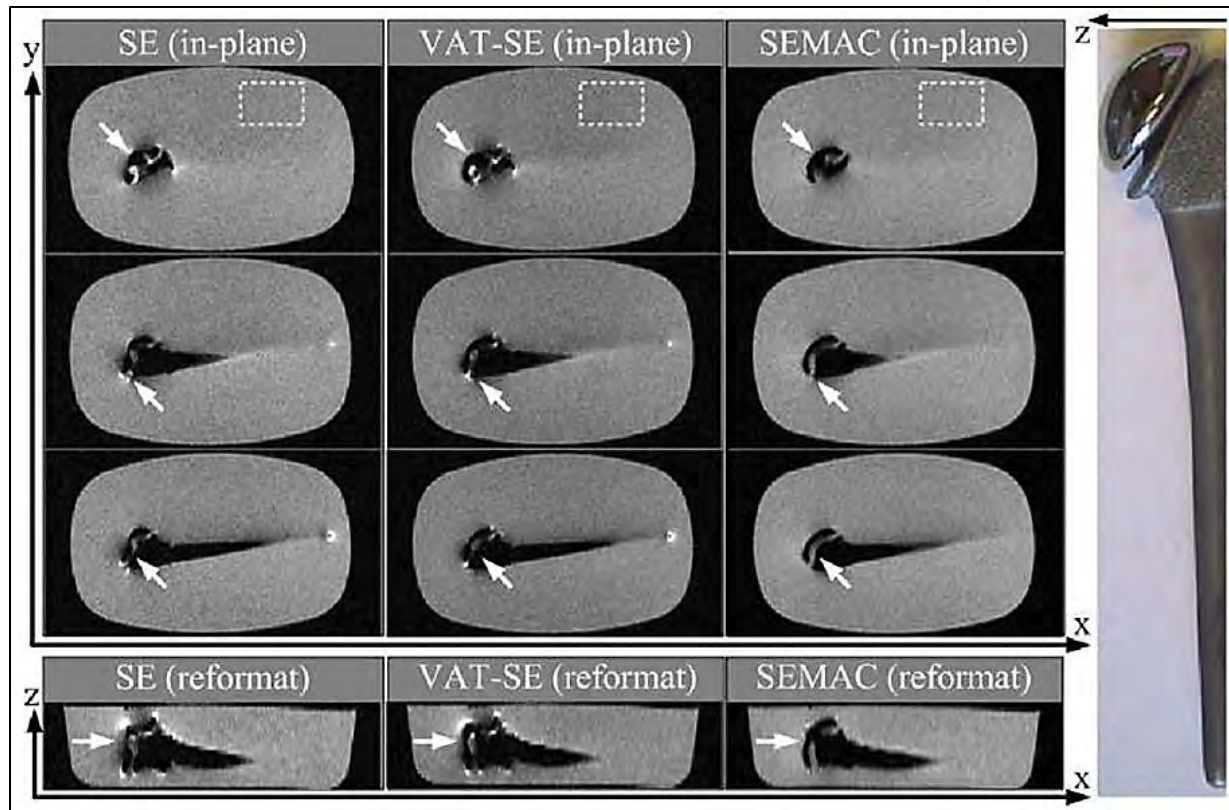 SE (in-plane) VAT-SE (in-plane) SEMAC (in-plane)
y
z
x
SE (reformat) VAT-SE (reformat) SEMAC (reformat)
z
x